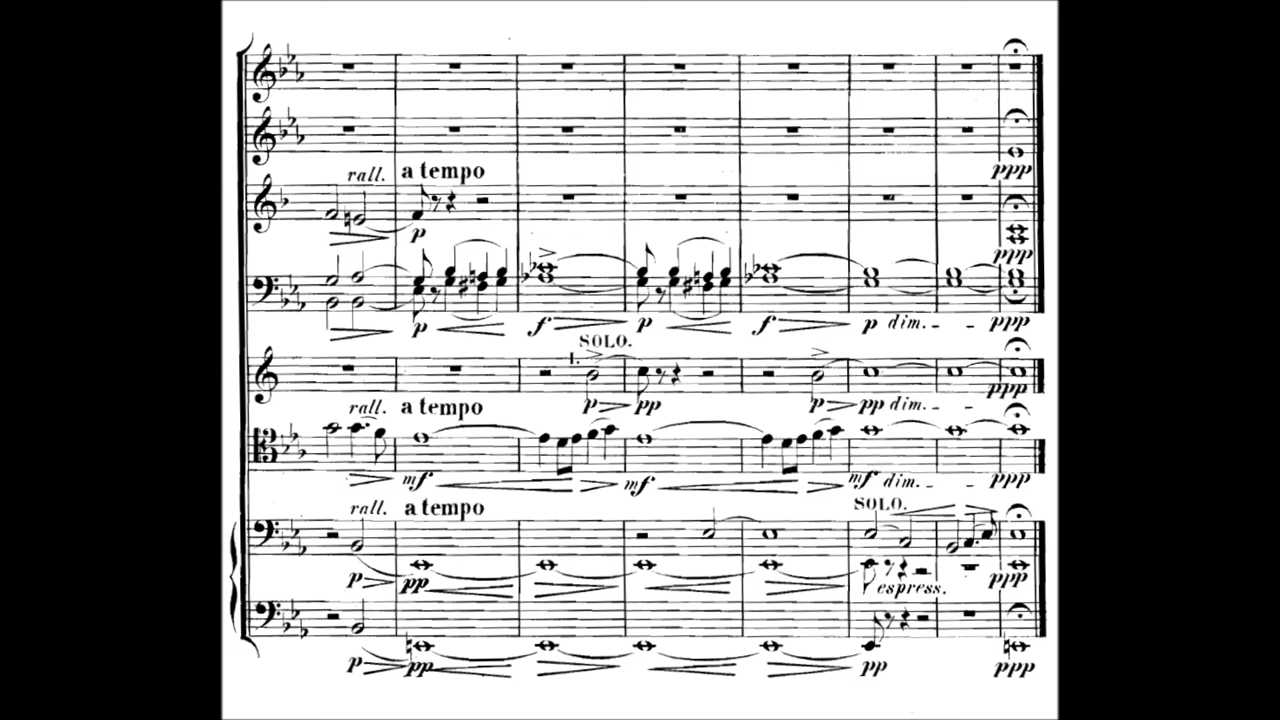 ppp
rall. a tempo
p
ppp
p f p f p dim. ppp
SOLO.
I.
p pp p pp dim. ppp
rall. a tempo
mf mf mf dim. ppp
rall. a tempo SOLO.
p pp espress. ppp
p pp pp ppp